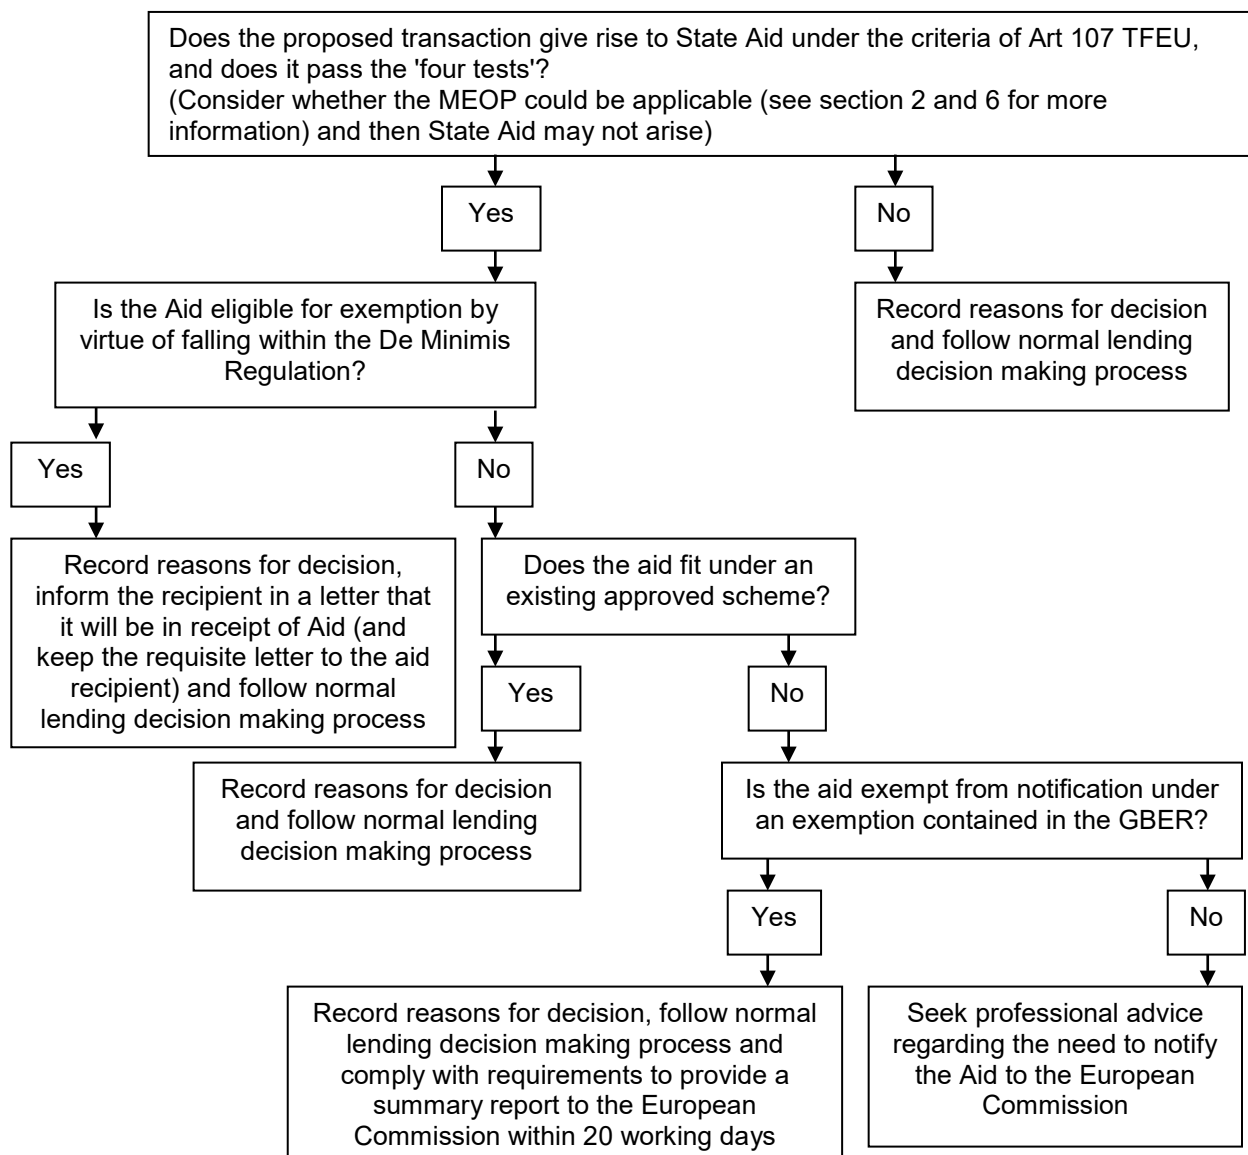 Does the proposed transaction give rise to State Aid under the criteria of Art 107 TFEU,
and does it pass the 'four tests'?
(Consider whether the MEOP could be applicable (see section 2 and 6 for more
information) and then State Aid may not arise)
Yes
No
Is the Aid eligible for exemption by
virtue of falling within the De Minimis
Regulation?
Record reasons for decision
and follow normal lending
decision making process
Yes
No
Record reasons for decision,
inform the recipient in a letter that
it will be in receipt of Aid (and
keep the requisite letter to the aid
recipient) and follow normal
lending decision making process
Does the aid fit under an
existing approved scheme?
Yes
No
Record reasons for decision
and follow normal lending
decision making process
Is the aid exempt from notification under
an exemption contained in the GBER?
Yes
No
Record reasons for decision, follow normal
lending decision making process and
comply with requirements to provide a
summary report to the European
Commission within 20 working days
Seek professional advice
regarding the need to notify
the Aid to the European
Commission